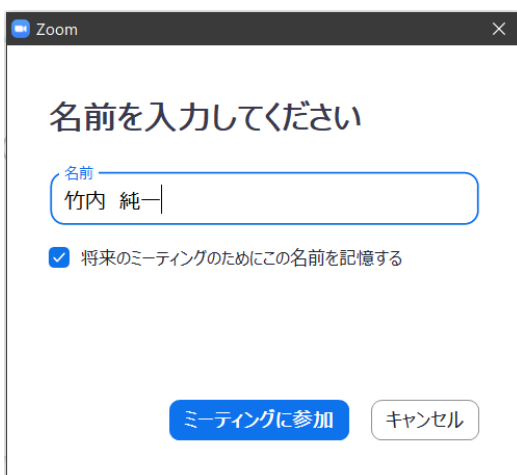 Zoom
名前を入力してください
名前
竹内 純一
将来のミーティングのためにこの名前を記憶する
ミーティングに参加
キャンセル